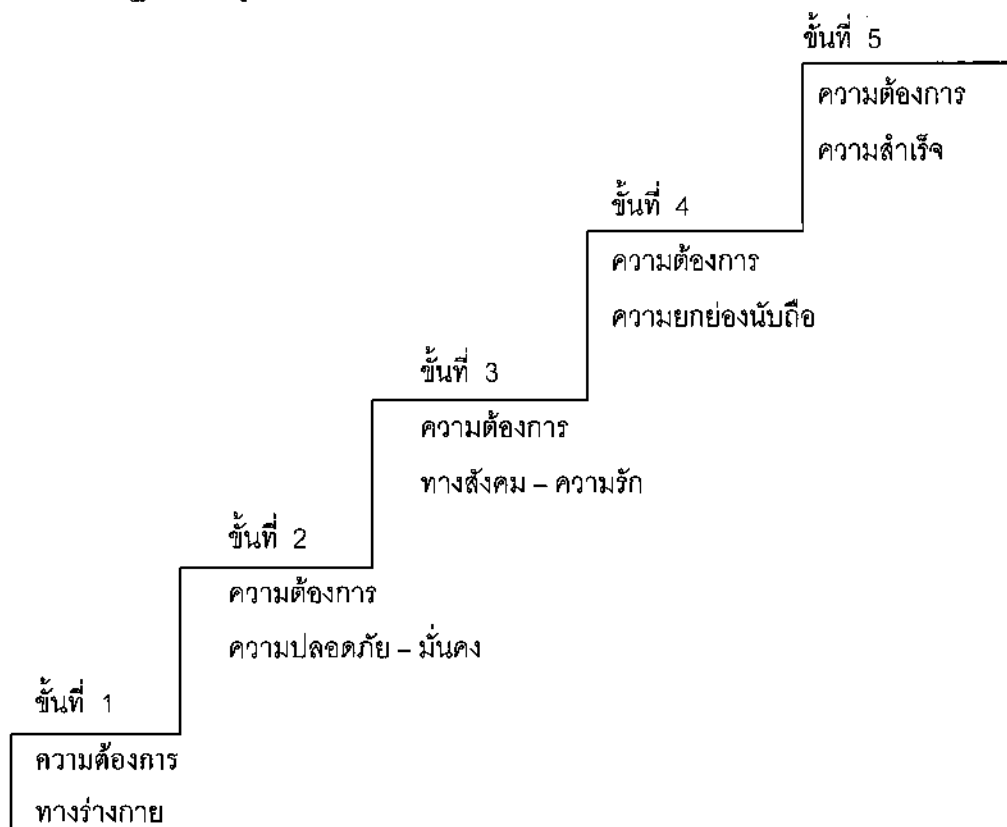 ขั้นที่ 5
ความต้องการ
ความสำเร็จ
ขั้นที่ 4
ความต้องการ
ความยกย่องนับถือ
ขั้นที่ 3
ความต้องการ
ทางสังคม – ความรัก
ขั้นที่ 2
ความต้องการ
ความปลอดภัย – มั่นคง
ขั้นที่ 1
ความต้องการ
ทางร่างกาย